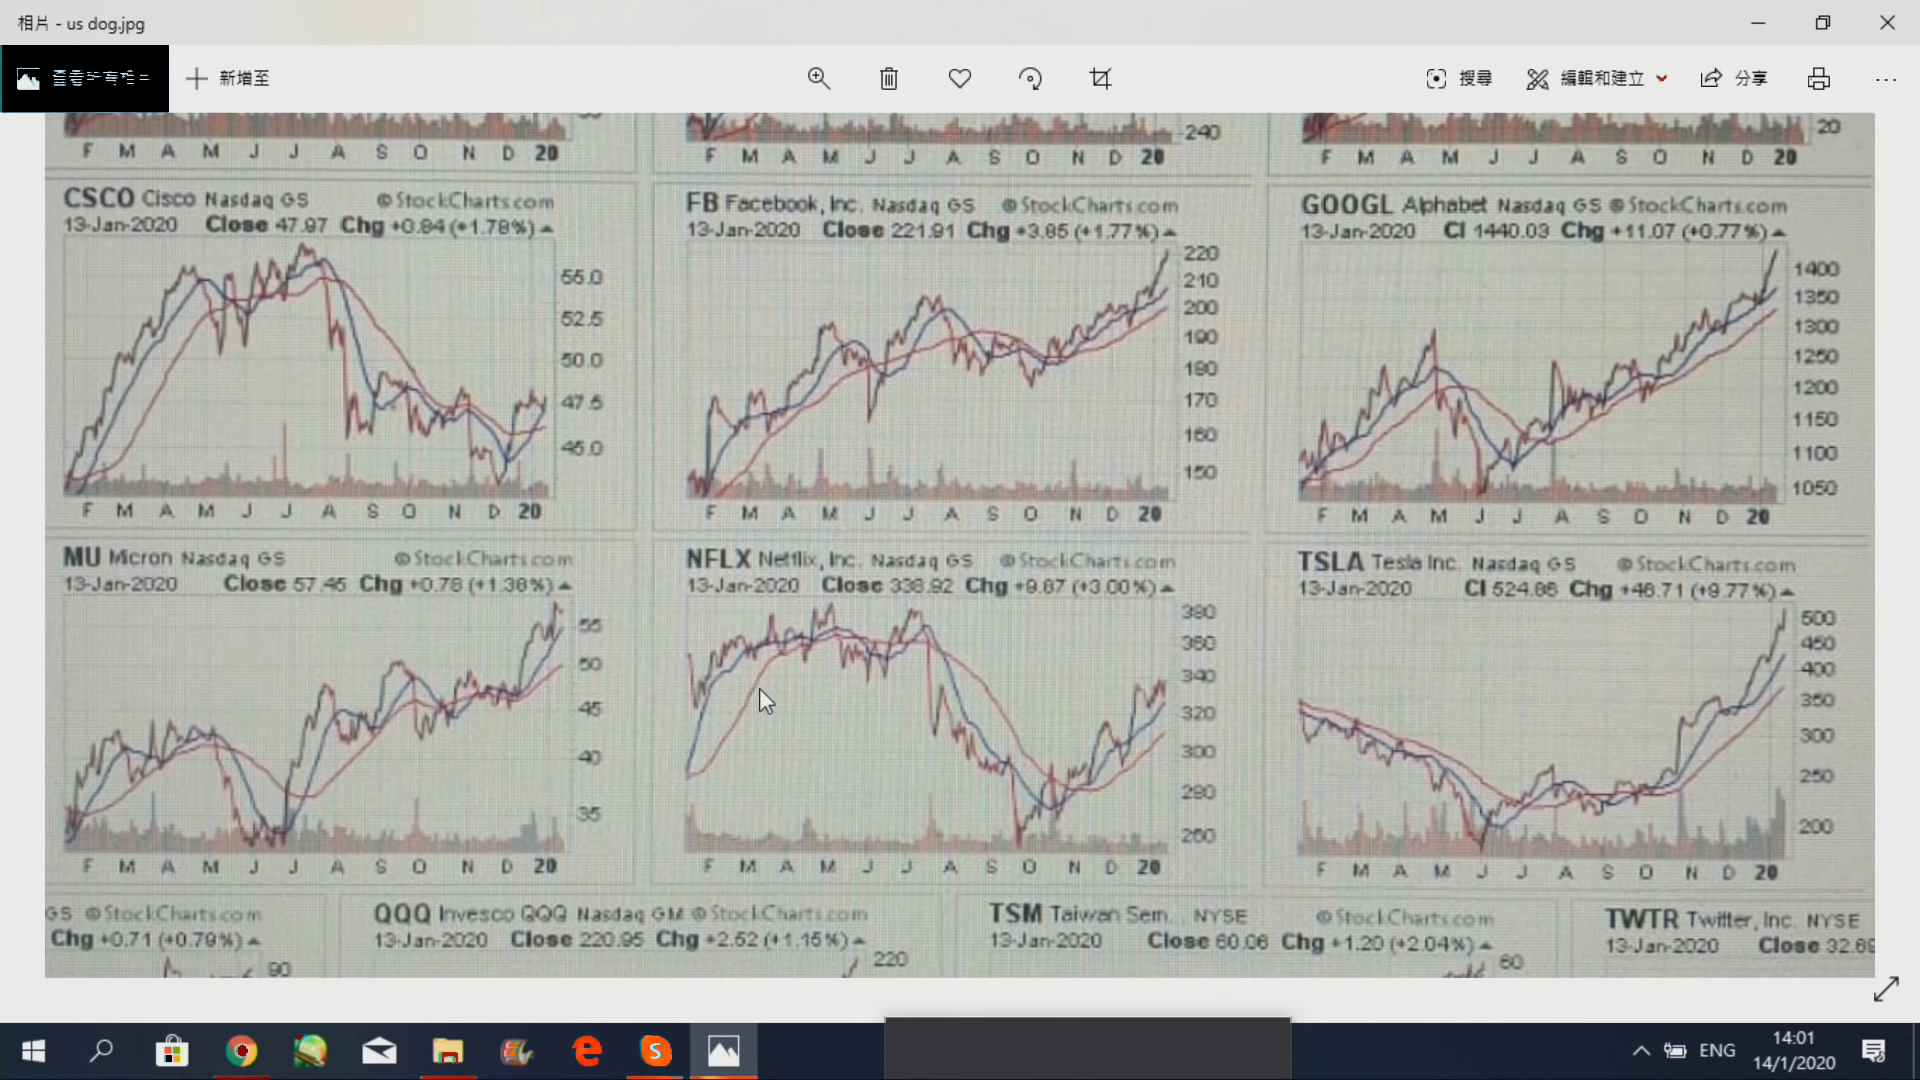 相片 - us dog.jpg
新增至
搜尋
編輯和建立
分享
240
20
F M A M J J A S O N D 20
F M A M J J A S O N D 20
F M A M J J A S O N D 20
CSCO Cisco Nasdaq GS © StockCharts.com
13-Jan-2020 Close 47.97 Chg +0.84 (+1.78%)
55.0
52.5
50.0
47.5
45.0
F M A M J J A S O N D 20
FB Facebook, Inc. Nasdaq GS © StockCharts.com
13-Jan-2020 Close 221.91 Chg +3.85 (+1.77%)
220
210
200
190
180
170
160
150
F M A M J J A S O N D 20
GOOGL Alphabet Nasdaq GS © StockCharts.com
13-Jan-2020 Cl 1440.03 Chg +11.07 (+0.77%)
1400
1350
1300
1250
1200
1150
1100
1050
F M A M J J A S O N D 20
MU Micron Nasdaq GS © StockCharts.com
13-Jan-2020 Close 57.45 Chg +0.78 (+1.38%)
55
50
45
40
35
F M A M J J A S O N D 20
NFLX Netflix, Inc. Nasdaq GS © StockCharts.com
13-Jan-2020 Close 338.92 Chg +9.87 (+3.00%)
380
360
340
320
300
280
260
F M A M J J A S O N D 20
TSLA Tesla Inc. Nasdaq GS © StockCharts.com
13-Jan-2020 Cl 524.86 Chg +46.71 (+9.77%)
500
450
400
350
300
250
200
F M A M J J A S O N D 20
GS © StockCharts.com
Chg +0.71 (+0.79%)
90
QQQ Invesco QQQ Nasdaq GM © StockCharts.com
13-Jan-2020 Close 220.95 Chg +2.52 (+1.15%)
220
TSM Taiwan Sem... NYSE © StockCharts.com
13-Jan-2020 Close 60.06 Chg +1.20 (+2.04%)
60
TWTR Twitter, Inc. NYSE
13-Jan-2020 Close 32.69
ENG
14:01
14/1/2020